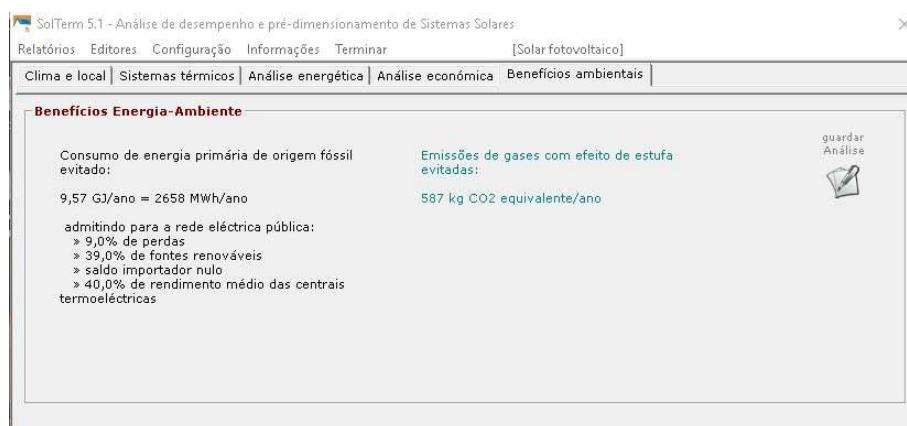 SolTerm 5.1 - Análise de desempenho e pré-dimensionamento de Sistemas Solares
Relatórios Editores Configuração Informações Terminar [Solar fotovoltaico]
Clima e local Sistemas térmicos Análise energética Análise económica Benefícios ambientais
Benefícios Energia-Ambiente
guardar
Análise
Consumo de energia primária de origem fóssil
evitado:
9,57 GJ/ano = 2658 MWh/ano
admitindo para a rede eléctrica pública:
» 9,0% de perdas
» 39,0% de fontes renováveis
» saldo importador nulo
» 40,0% de rendimento médio das centrais
termoeléctricas
Emissões de gases com efeito de estufa
evitadas:
587 kg CO2 equivalente/ano